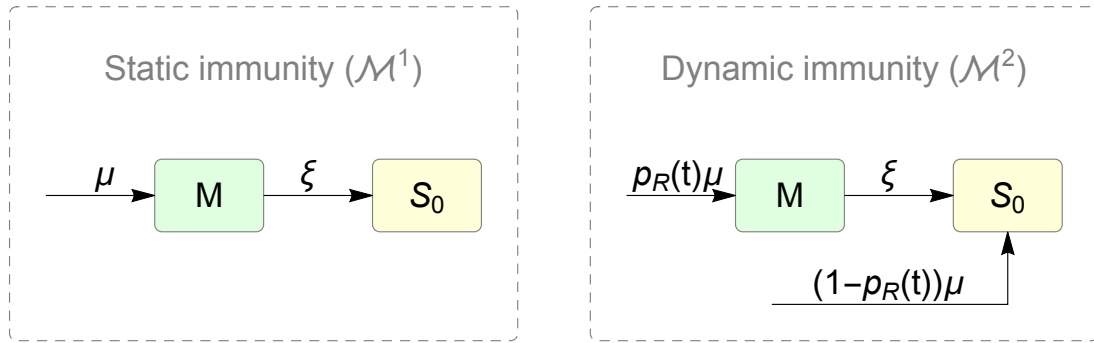 Static immunity (ℳ¹)
μ
M
ξ
S₀
Dynamic immunity (ℳ²)
p_R(t)μ
M
ξ
S₀
(1−p_R(t))μ